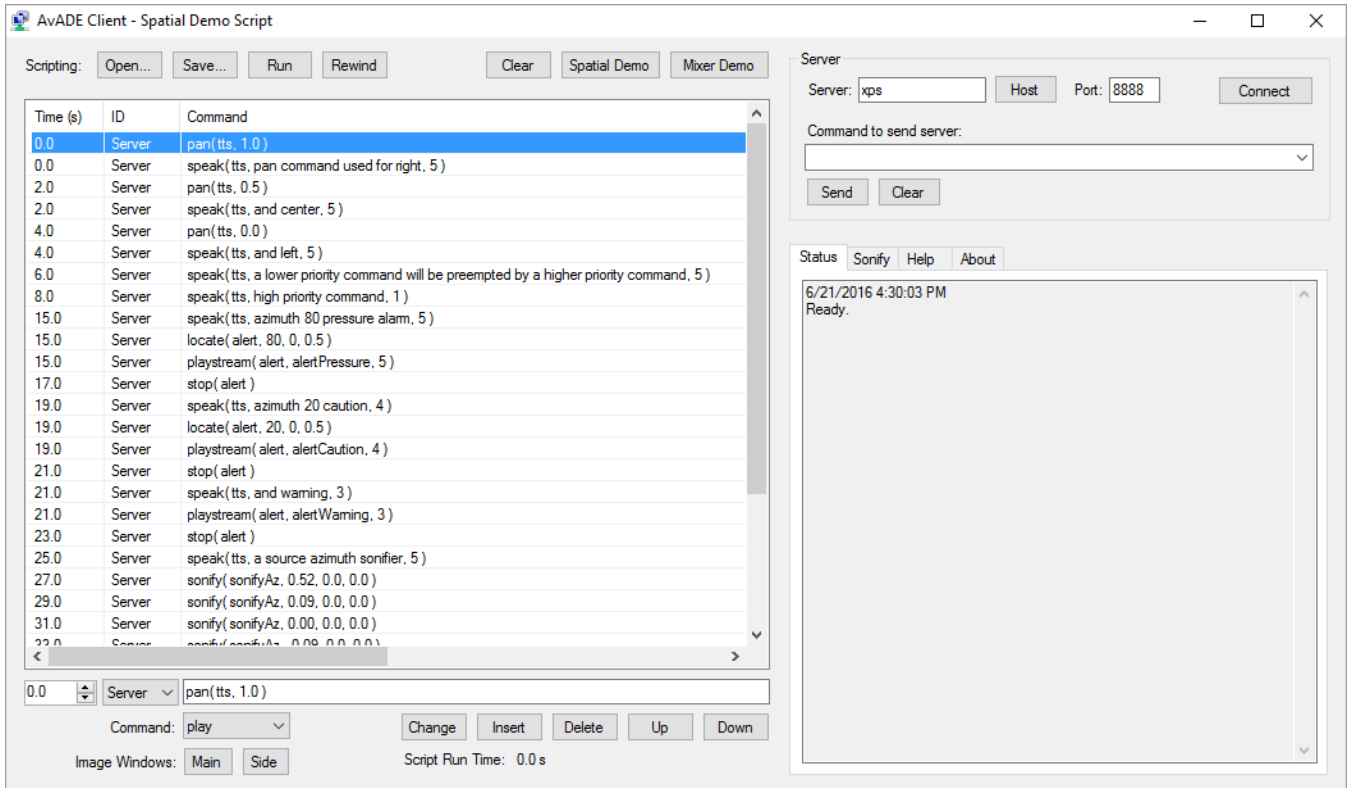 AvADE Client - Spatial Demo Script
Scripting: Open... Save... Run Rewind Clear Spatial Demo Mixer Demo
Time (s) ID Command
0.0 Server pan( tts, 1.0 )
0.0 Server speak( tts, pan command used for right, 5 )
2.0 Server pan( tts, 0.5 )
2.0 Server speak( tts, and center, 5 )
4.0 Server pan( tts, 0.0 )
4.0 Server speak( tts, and left, 5 )
6.0 Server speak( tts, a lower priority command will be preempted by a higher priority command, 5 )
8.0 Server speak( tts, high priority command, 1 )
15.0 Server speak( tts, azimuth 80 pressure alarm, 5 )
15.0 Server locate( alert, 80, 0, 0.5 )
15.0 Server playstream( alert, alertPressure, 5 )
17.0 Server stop( alert )
19.0 Server speak( tts, azimuth 20 caution, 4 )
19.0 Server locate( alert, 20, 0, 0.5 )
19.0 Server playstream( alert, alertCaution, 4 )
21.0 Server stop( alert )
21.0 Server speak( tts, and warning, 3 )
21.0 Server playstream( alert, alertWarning, 3 )
23.0 Server stop( alert )
25.0 Server speak( tts, a source azimuth sonifier, 5 )
27.0 Server sonify( sonifyAz, 0.52, 0.0, 0.0 )
29.0 Server sonify( sonifyAz, 0.09, 0.0, 0.0 )
31.0 Server sonify( sonifyAz, 0.00, 0.0, 0.0 )
0.0 Server pan( tts, 1.0 )
Command: play Change Insert Delete Up Down
Image Windows: Main Side Script Run Time: 0.0 s
Server
Server: xps Host Port: 8888 Connect
Command to send server:
Send Clear
Status Sonify Help About
6/21/2016 4:30:03 PM
Ready.